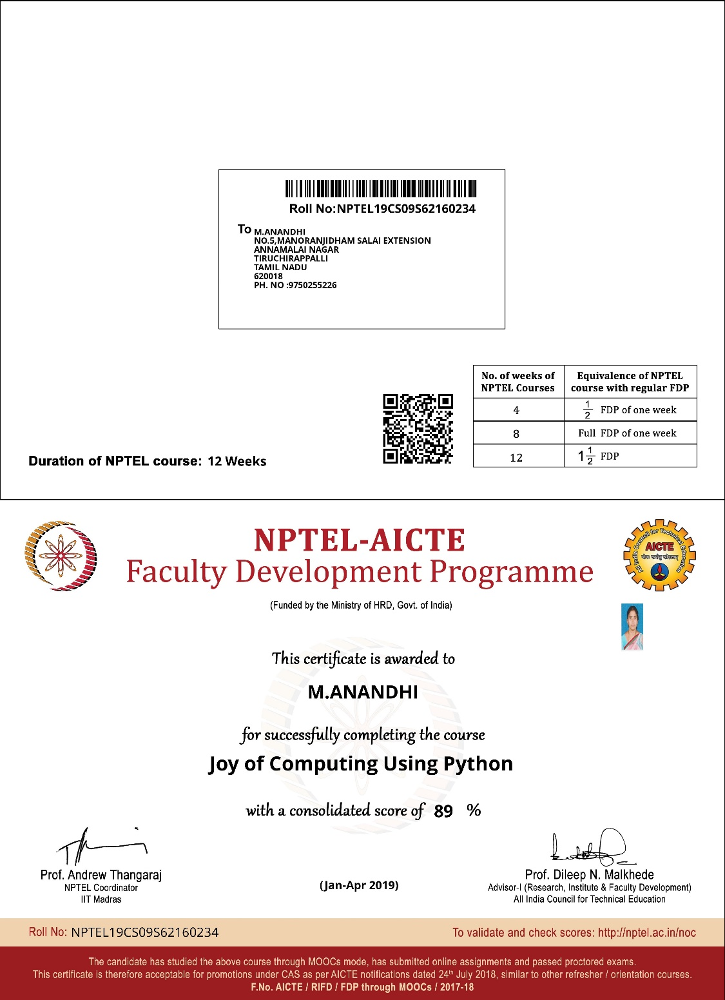 Roll No:NPTEL19CS09S62160234
To M.ANANDHI
NO.5,MANORANJIDHAM SALAI EXTENSION
ANNAMALAI NAGAR
TIRUCHIRAPPALLI
TAMIL NADU
620018
PH. NO :9750255226
No. of weeks of NPTEL Courses
Equivalence of NPTEL course with regular FDP
4 1/2 FDP of one week
8 Full FDP of one week
12 1 1/2 FDP
Duration of NPTEL course: 12 Weeks
NPTEL-AICTE
Faculty Development Programme
(Funded by the Ministry of HRD, Govt. of India)
All India Council for Technical Education
AICTE
This certificate is awarded to
M.ANANDHI
for successfully completing the course
Joy of Computing Using Python
with a consolidated score of 89 %
Prof. Andrew Thangaraj
NPTEL Coordinator
IIT Madras
(Jan-Apr 2019)
Prof. Dileep N. Malkhede
Advisor-I (Research, Institute & Faculty Development)
All India Council for Technical Education
Roll No: NPTEL19CS09S62160234
To validate and check scores: http://nptel.ac.in/noc
The candidate has studied the above course through MOOCs mode, has submitted online assignments and passed proctored exams.
This certificate is therefore acceptable for promotions under CAS as per AICTE notifications dated 24th July 2018, similar to other refresher / orientation courses.
F.No. AICTE / RIFD / FDP through MOOCs / 2017-18